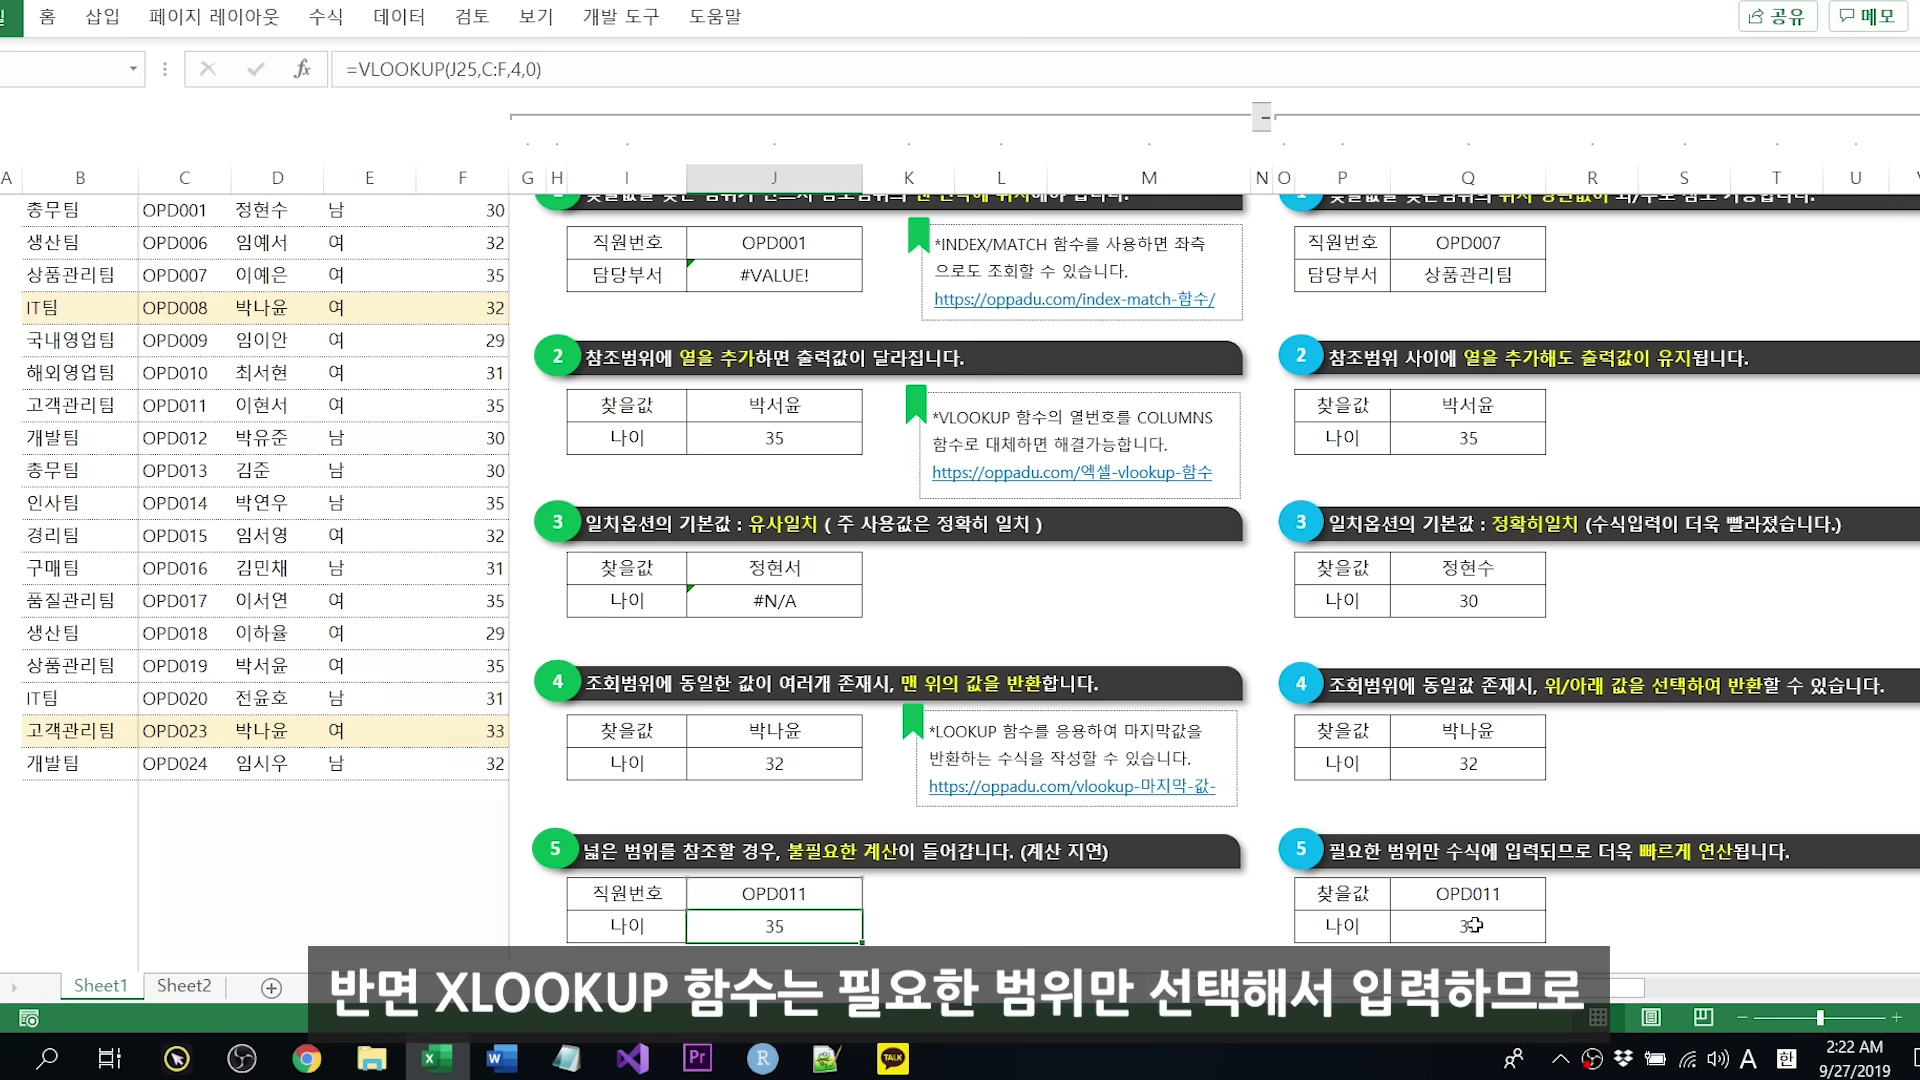 홈 삽입 페이지 레이아웃 수식 데이터 검토 보기 개발 도구 도움말 공유 메모
fx =VLOOKUP(J25,C:F,4,0)
A B C D E F G H I J K L M N O P Q R S T U
총무팀 OPD001 정현수 남 30
생산팀 OPD006 임예서 여 32
상품관리팀 OPD007 이예은 여 35
IT팀 OPD008 박나윤 여 32
국내영업팀 OPD009 임이안 여 29
해외영업팀 OPD010 최서현 여 31
고객관리팀 OPD011 이현서 여 35
개발팀 OPD012 박유준 남 30
총무팀 OPD013 김준 남 30
인사팀 OPD014 박연우 남 35
경리팀 OPD015 임서영 여 32
구매팀 OPD016 김민채 남 31
품질관리팀 OPD017 이서연 여 35
생산팀 OPD018 이하율 여 29
상품관리팀 OPD019 박서윤 여 35
IT팀 OPD020 전윤호 남 31
고객관리팀 OPD023 박나윤 여 33
개발팀 OPD024 임시우 남 32
직원번호 OPD001
담당부서 #VALUE!
*INDEX/MATCH 함수를 사용하면 좌측
으로도 조회할 수 있습니다.
https://oppadu.com/index-match-함수/
2 참조범위에 열을 추가하면 출력값이 달라집니다.
찾을값 박서윤
나이 35
*VLOOKUP 함수의 열번호를 COLUMNS
함수로 대체하면 해결가능합니다.
https://oppadu.com/엑셀-vlookup-함수
3 일치옵션의 기본값 : 유사일치 ( 주 사용값은 정확히 일치 )
찾을값 정현서
나이 #N/A
4 조회범위에 동일한 값이 여러개 존재시, 맨 위의 값을 반환합니다.
찾을값 박나윤
나이 32
*LOOKUP 함수를 응용하여 마지막값을
반환하는 수식을 작성할 수 있습니다.
https://oppadu.com/vlookup-마지막-값-
5 넓은 범위를 참조할 경우, 불필요한 계산이 들어갑니다. (계산 지연)
직원번호 OPD011
나이 35
직원번호 OPD007
담당부서 상품관리팀
2 참조범위 사이에 열을 추가해도 출력값이 유지됩니다.
찾을값 박서윤
나이 35
3 일치옵션의 기본값 : 정확히일치 (수식입력이 더욱 빨라졌습니다.)
찾을값 정현수
나이 30
4 조회범위에 동일값 존재시, 위/아래 값을 선택하여 반환할 수 있습니다.
찾을값 박나윤
나이 32
5 필요한 범위만 수식에 입력되므로 더욱 빠르게 연산됩니다.
찾을값 OPD011
나이
Sheet1 Sheet2
반면 XLOOKUP 함수는 필요한 범위만 선택해서 입력하므로
Pr R TALK A 한 2:22 AM
9/27/2019